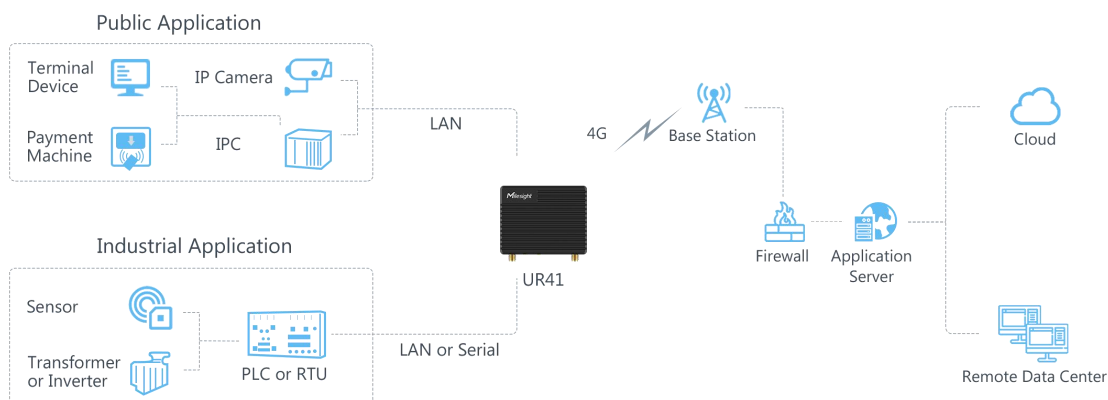 Public Application
Terminal
Device
IP Camera
Payment
Machine
IPC
LAN
4G
Base Station
Cloud
Milesight
UR41
Firewall
Application
Server
Industrial Application
Sensor
Transformer
or Inverter
PLC or RTU
LAN or Serial
Remote Data Center